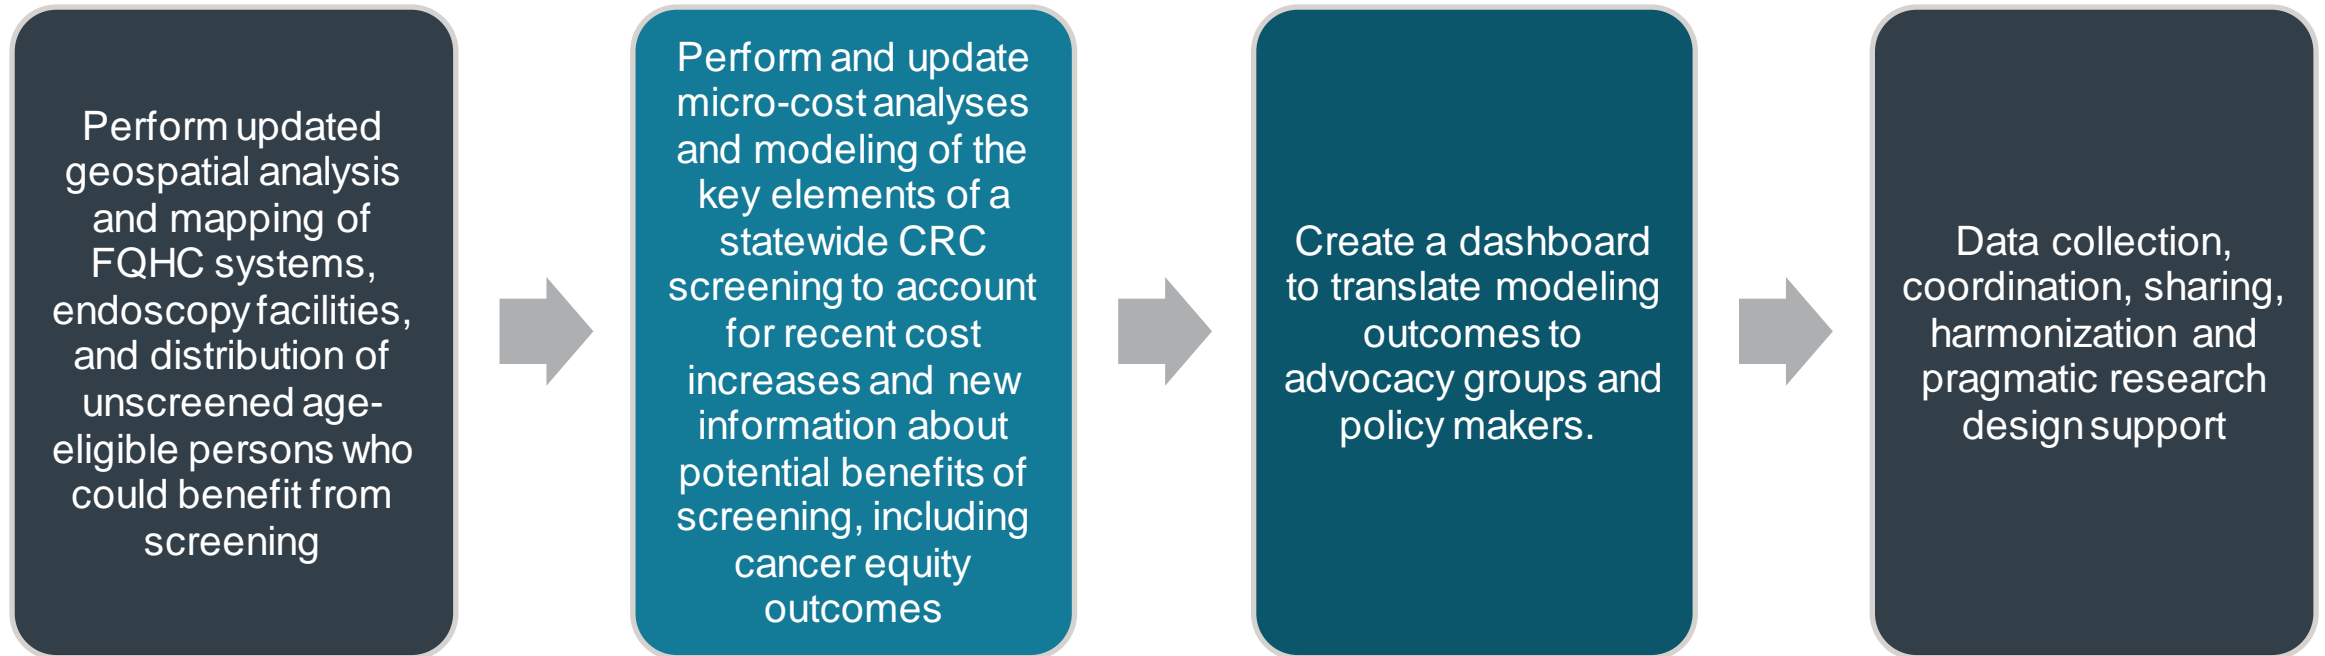 Perform updated
geospatial analysis
and mapping of
FQHC systems,
endoscopy facilities,
and distribution of
unscreened age-
eligible persons who
could benefit from
screening
Perform and update
micro-cost analyses
and modeling of the
key elements of a
statewide CRC
screening to account
for recent cost
increases and new
information about
potential benefits of
screening, including
cancer equity
outcomes
Create a dashboard
to translate modeling
outcomes to
advocacy groups and
policy makers.
Data collection,
coordination, sharing,
harmonization and
pragmatic research
design support